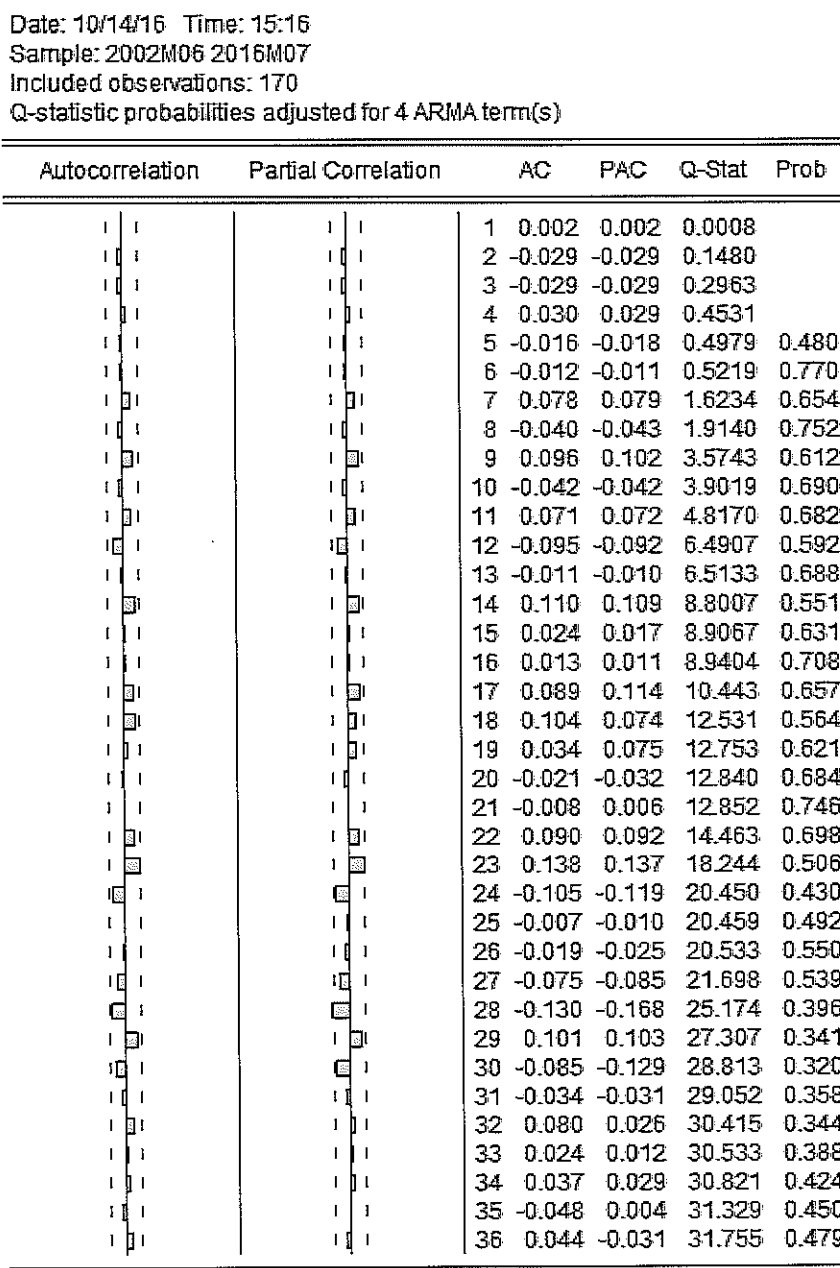 Date: 10/14/16 Time: 15:16
Sample: 2002M06 2016M07
Included observations: 170
Q-statistic probabilities adjusted for 4 ARMA term(s)
Autocorrelation Partial Correlation AC PAC Q-Stat Prob
1 0.002 0.002 0.0008
2 -0.029 -0.029 0.1480
3 -0.029 -0.029 0.2963
4 0.030 0.029 0.4531
5 -0.016 -0.018 0.4979 0.480
6 -0.012 -0.011 0.5219 0.770
7 0.078 0.079 1.6234 0.654
8 -0.040 -0.043 1.9140 0.752
9 0.096 0.102 3.5743 0.612
10 -0.042 -0.042 3.9019 0.690
11 0.071 0.072 4.8170 0.682
12 -0.095 -0.092 6.4907 0.592
13 -0.011 -0.010 6.5133 0.688
14 0.110 0.109 8.8007 0.551
15 0.024 0.017 8.9067 0.631
16 0.013 0.011 8.9404 0.708
17 0.089 0.114 10.443 0.657
18 0.104 0.074 12.531 0.564
19 0.034 0.075 12.753 0.621
20 -0.021 -0.032 12.840 0.684
21 -0.008 0.006 12.852 0.746
22 0.090 0.092 14.463 0.698
23 0.138 0.137 18.244 0.506
24 -0.105 -0.119 20.450 0.430
25 -0.007 -0.010 20.459 0.492
26 -0.019 -0.025 20.533 0.550
27 -0.075 -0.085 21.698 0.539
28 -0.130 -0.168 25.174 0.396
29 0.101 0.103 27.307 0.341
30 -0.085 -0.129 28.813 0.320
31 -0.034 -0.031 29.052 0.358
32 0.080 0.026 30.415 0.344
33 0.024 0.012 30.533 0.388
34 0.037 0.029 30.821 0.424
35 -0.048 0.004 31.329 0.450
36 0.044 -0.031 31.755 0.479